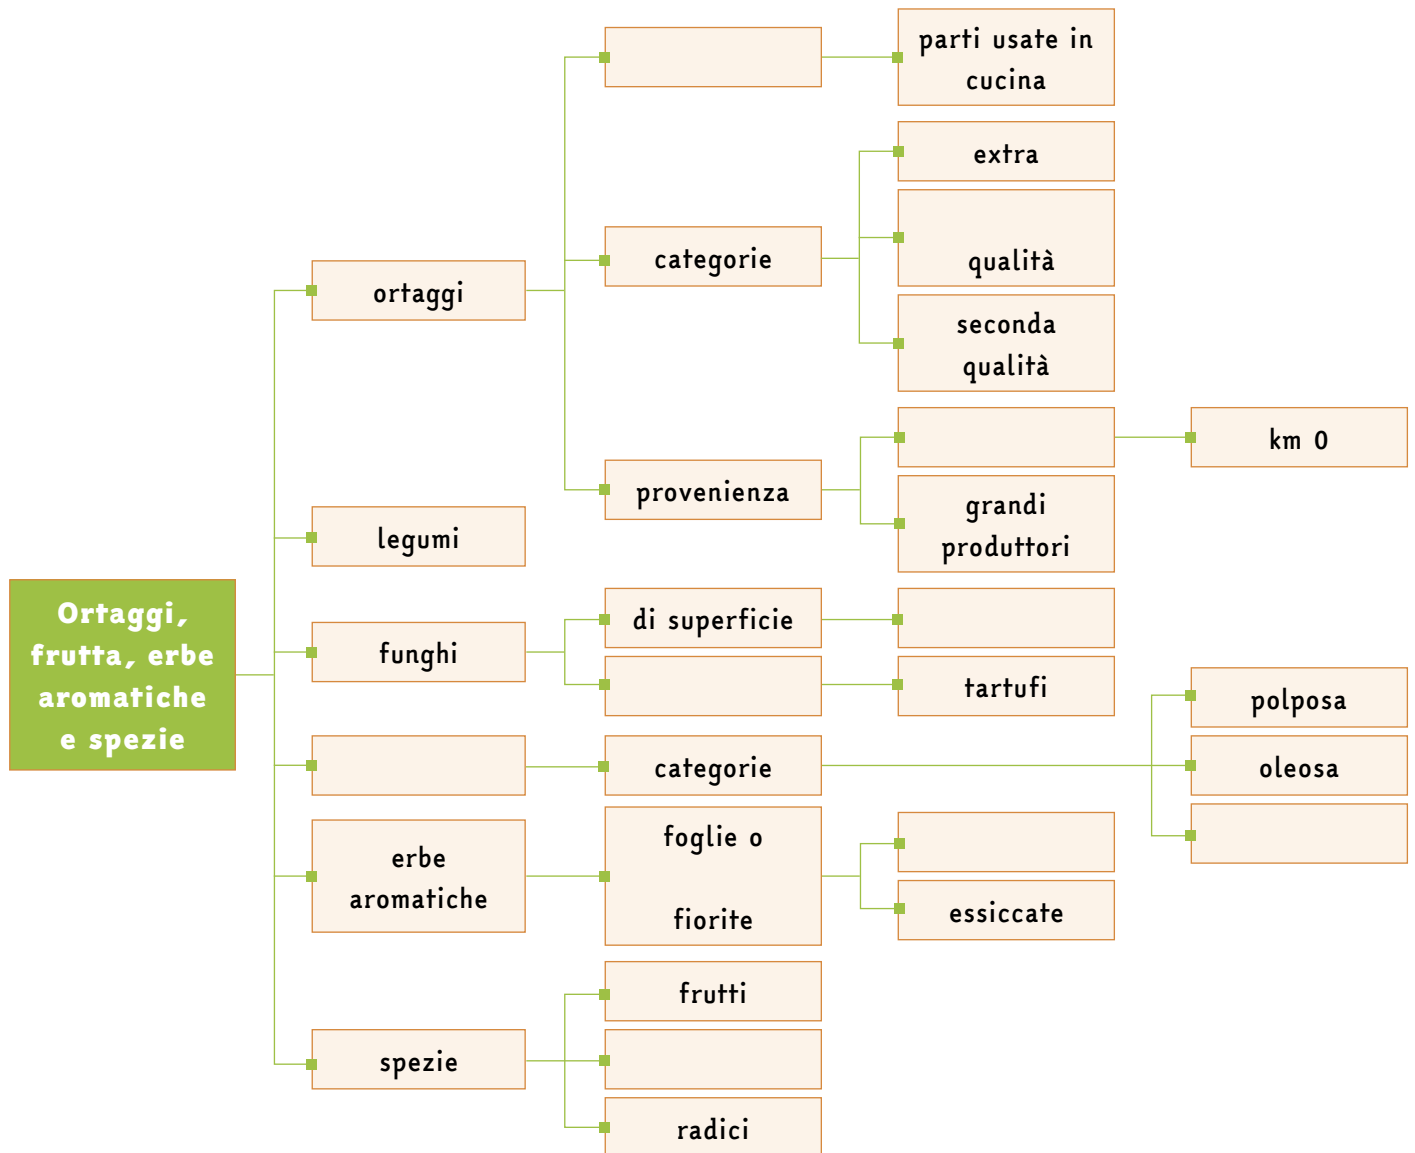 parti usate in
cucina
extra
categorie
qualità
ortaggi
seconda
qualità
km 0
provenienza
grandi
produttori
legumi
Ortaggi,
frutta, erbe
aromatiche
e spezie
di superficie
funghi
tartufi
polposa
categorie
oleosa
foglie o
fiorite
erbe
aromatiche
essiccate
frutti
spezie
radici